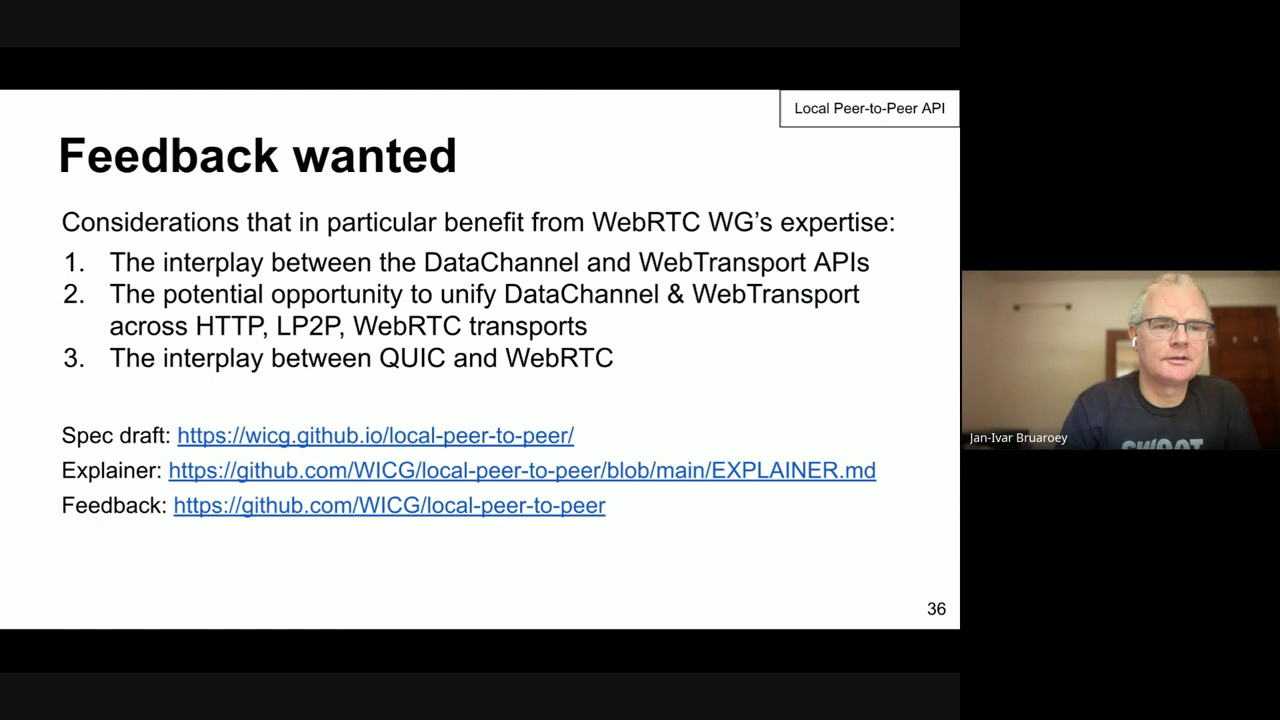 Local Peer-to-Peer API
Feedback wanted
Considerations that in particular benefit from WebRTC WG’s expertise:
1. The interplay between the DataChannel and WebTransport APIs
2. The potential opportunity to unify DataChannel & WebTransport
across HTTP, LP2P, WebRTC transports
3. The interplay between QUIC and WebRTC
Spec draft: https://wicg.github.io/local-peer-to-peer/
Explainer: https://github.com/WICG/local-peer-to-peer/blob/main/EXPLAINER.md
Feedback: https://github.com/WICG/local-peer-to-peer
36
Jan-Ivar Bruaroey